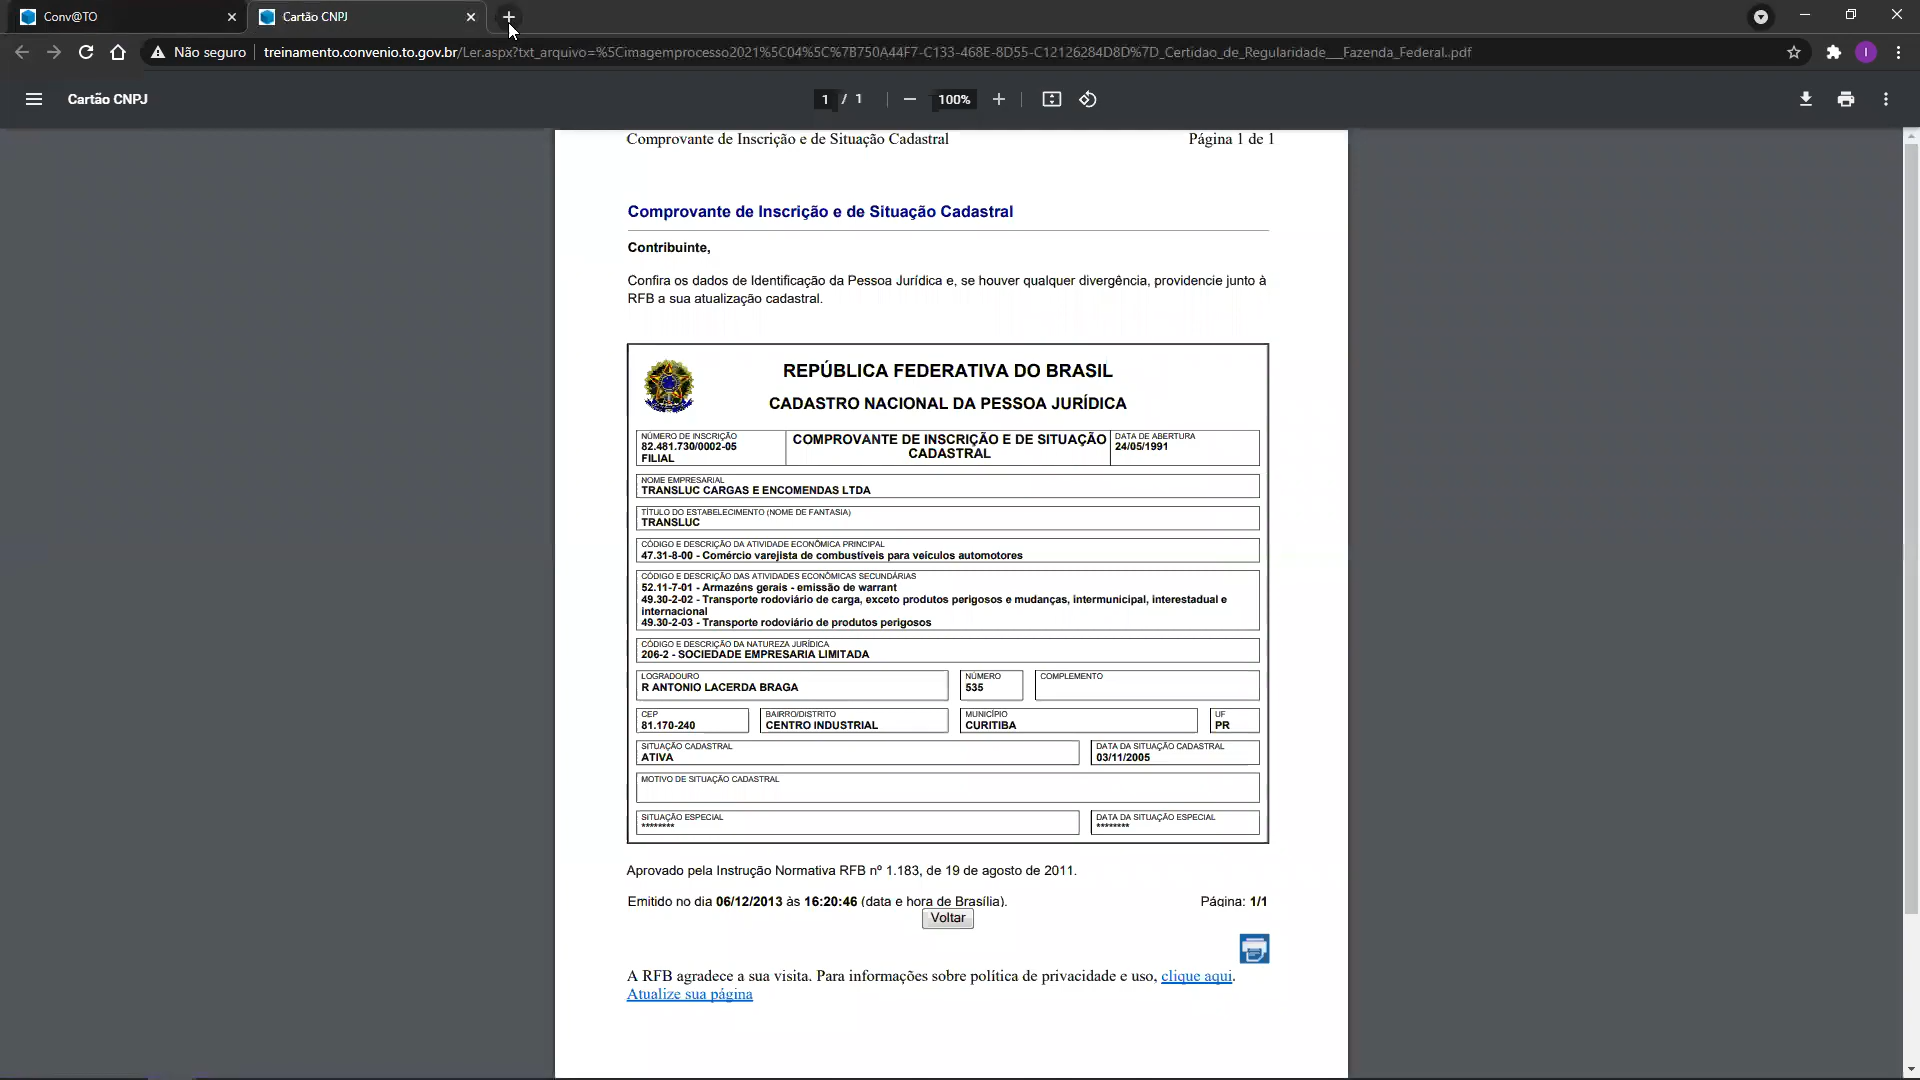 Conv@TO
Cartão CNPJ
Não seguro
treinamento.convenio.to.gov.br/Ler.aspx?txt_arquivo=%5Cimagemprocesso2021%5C04%5C%7B750A44F7-C133-468E-8D55-C12126284D8D%7D_Certidao_de_Regularidade___Fazenda_Federal..pdf
I
Cartão CNPJ
1 / 1
100%
Comprovante de Inscrição e de Situação Cadastral
Página 1 de 1
Comprovante de Inscrição e de Situação Cadastral
Contribuinte,
Confira os dados de Identificação da Pessoa Jurídica e, se houver qualquer divergência, providencie junto à
RFB a sua atualização cadastral.
REPÚBLICA FEDERATIVA DO BRASIL
CADASTRO NACIONAL DA PESSOA JURÍDICA
NÚMERO DE INSCRIÇÃO
82.481.730/0002-05
FILIAL
COMPROVANTE DE INSCRIÇÃO E DE SITUAÇÃO
CADASTRAL
DATA DE ABERTURA
24/05/1991
NOME EMPRESARIAL
TRANSLUC CARGAS E ENCOMENDAS LTDA
TÍTULO DO ESTABELECIMENTO (NOME DE FANTASIA)
TRANSLUC
CÓDIGO E DESCRIÇÃO DA ATIVIDADE ECONÔMICA PRINCIPAL
47.31-8-00 - Comércio varejista de combustíveis para veículos automotores
CÓDIGO E DESCRIÇÃO DAS ATIVIDADES ECONÔMICAS SECUNDÁRIAS
52.11-7-01 - Armazéns gerais - emissão de warrant
49.30-2-02 - Transporte rodoviário de carga, exceto produtos perigosos e mudanças, intermunicipal, interestadual e
internacional
49.30-2-03 - Transporte rodoviário de produtos perigosos
CÓDIGO E DESCRIÇÃO DA NATUREZA JURÍDICA
206-2 - SOCIEDADE EMPRESARIA LIMITADA
LOGRADOURO
R ANTONIO LACERDA BRAGA
NÚMERO
535
COMPLEMENTO
CEP
81.170-240
BAIRRO/DISTRITO
CENTRO INDUSTRIAL
MUNICÍPIO
CURITIBA
UF
PR
SITUAÇÃO CADASTRAL
ATIVA
DATA DA SITUAÇÃO CADASTRAL
03/11/2005
MOTIVO DE SITUAÇÃO CADASTRAL
SITUAÇÃO ESPECIAL
********
DATA DA SITUAÇÃO ESPECIAL
********
Aprovado pela Instrução Normativa RFB nº 1.183, de 19 de agosto de 2011.
Emitido no dia 06/12/2013 às 16:20:46 (data e hora de Brasília).
Página: 1/1
Voltar
A RFB agradece a sua visita. Para informações sobre política de privacidade e uso, clique aqui.
Atualize sua página